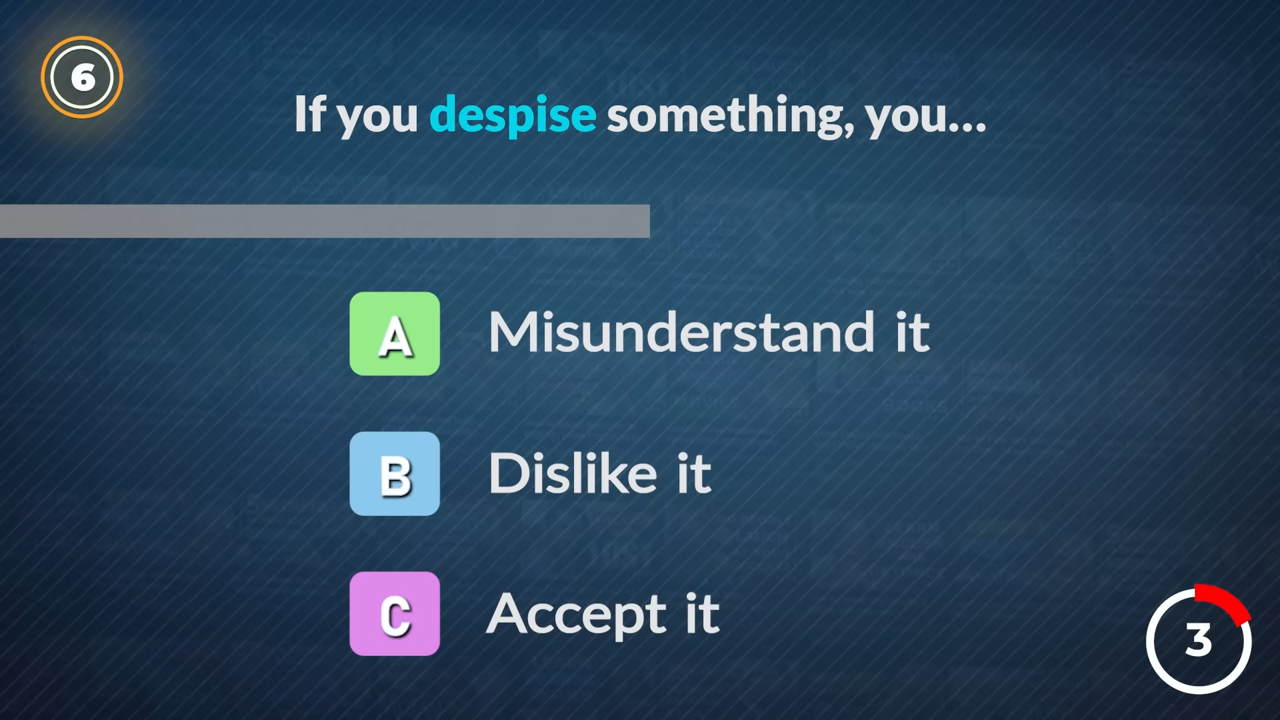 6
If you despise something, you...
A Misunderstand it
B Dislike it
C Accept it
3